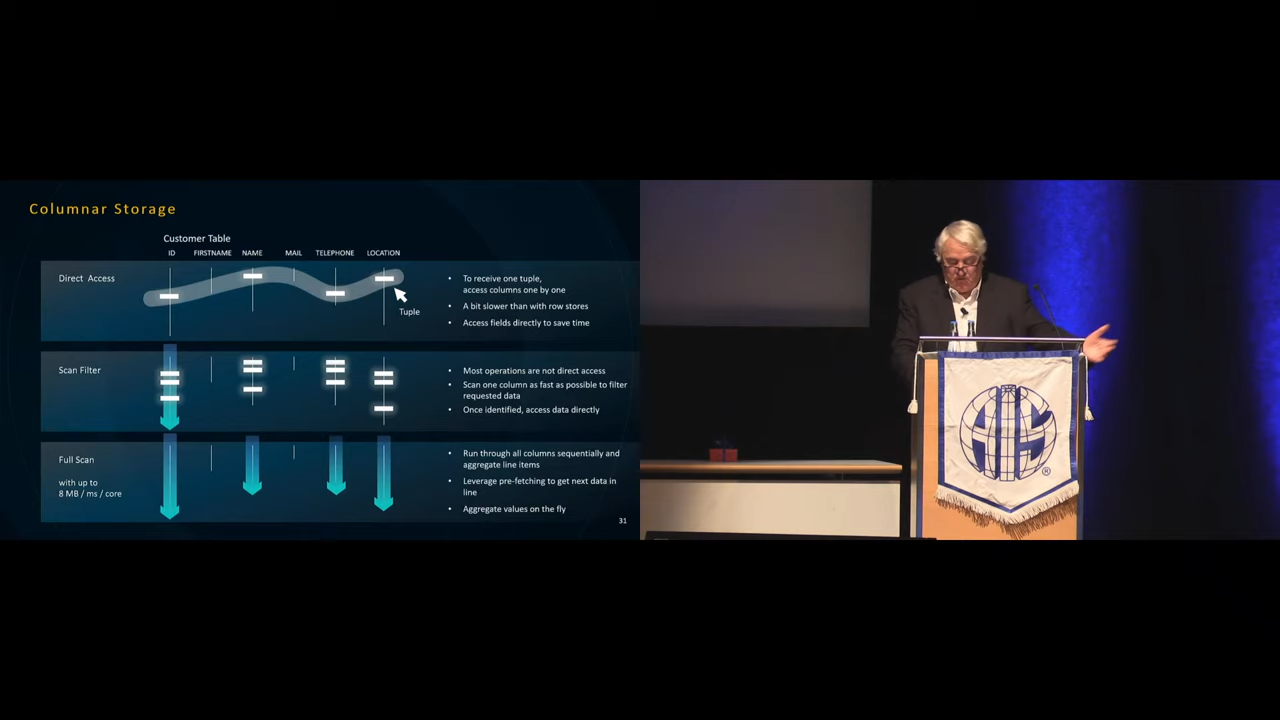 Columnar Storage
Customer Table
ID FIRSTNAME NAME MAIL TELEPHONE LOCATION
Direct Access
Tuple
• To receive one tuple,
access columns one by one
• A bit slower than with row stores
• Access fields directly to save time
Scan Filter
• Most operations are not direct access
• Scan one column as fast as possible to filter
requested data
• Once identified, access data directly
Full Scan
with up to
8 MB / ms / core
• Run through all columns sequentially and
aggregate line items
• Leverage pre-fetching to get next data in
line
• Aggregate values on the fly
31
®